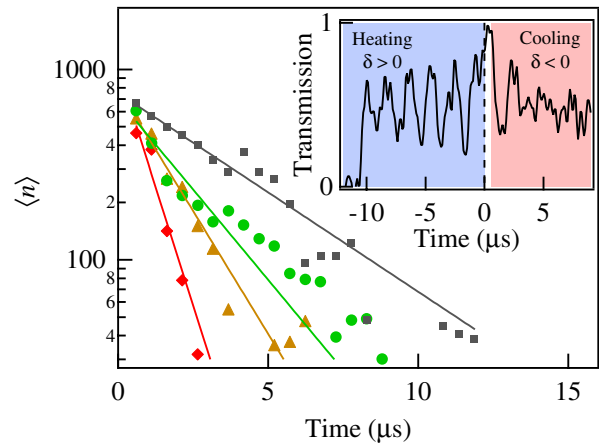 1000
6
4
2
100
8
6
4
⟨n⟩
0
5
10
15
Time (μs)
1
0
Transmission
Heating
δ > 0
Cooling
δ < 0
-10
-5
0
5
Time (μs)